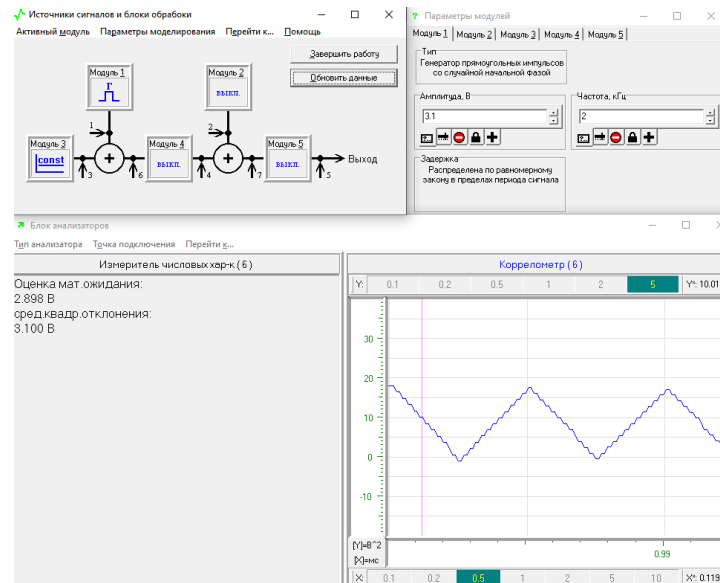 Источники сигналов и блоки обрабоки
Активный модуль Параметры моделирования Перейти к... Помощь
Завершить работу
Обновить данные
Модуль 1
Модуль 2
выкл.
1
2
Модуль 3
const
Модуль 4
выкл.
Модуль 5
выкл.
Выход
3
6
4
7
5
? Параметры модулей
Модуль 1 Модуль 2 Модуль 3 Модуль 4 Модуль 5
Тип
Генератор прямоугольных импульсов
со случайной начальной фазой
Амплитуда, В
3.1
Частота, кГц
2
Задержка
Распределена по равномерному
закону в пределах периода сигнала
Блок анализаторов
Тип анализатора Точка подключения Перейти к...
Измеритель числовых хар-к ( 6 )
Оценка мат.ожидания:
2.898 В
сред.квадр.отклонения:
3.100 В
Коррелометр ( 6 )
Y: 0.1 0.2 0.5 1 2 5 Y*: 10.01
30
20
10
0
-10
[Y]=В^2
[X]=мс
0.99
X: 0.1 0.2 0.5 1 2 5 10 X*: 0.119